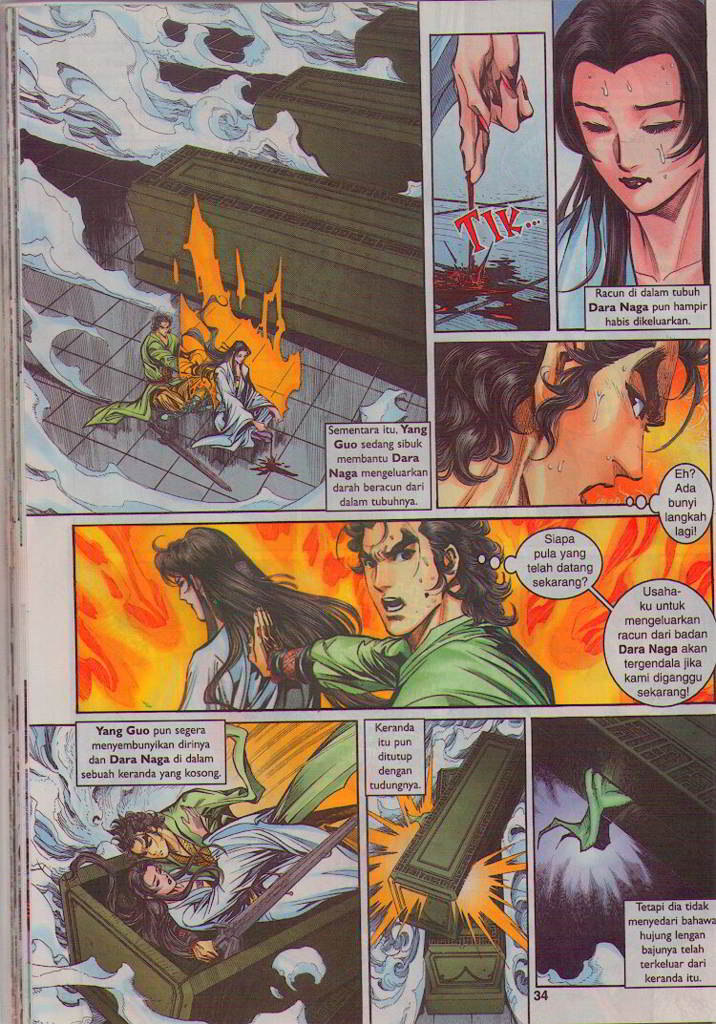 Sementara itu, Yang
Guo sedang sibuk
membantu Dara
Naga mengeluarkan
darah beracun dari
dalam tubuhnya.
TIK...
Racun di dalam tubuh
Dara Naga pun hampir
habis dikeluarkan.
Eh?
Ada
bunyi
langkah
lagi!
Siapa
pula yang
telah datang
sekarang?
Usaha-
ku untuk
mengeluarkan
racun dari badan
Dara Naga akan
tergendala jika
kami diganggu
sekarang!
Yang Guo pun segera
menyembunyikan dirinya
dan Dara Naga di dalam
sebuah keranda yang kosong.
Keranda
itu pun
ditutup
dengan
tudungnya.
Tetapi dia tidak
menyedari bahawa
hujung lengan
bajunya telah
terkeluar dari
keranda itu.
34